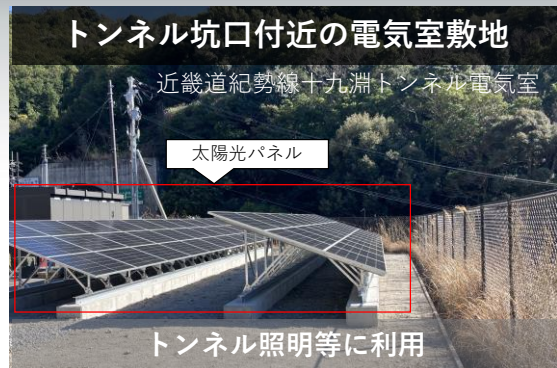 トンネル坑口付近の電気室敷地
近畿道紀勢線十九淵トンネル電気室
太陽光パネル
トンネル照明等に利用